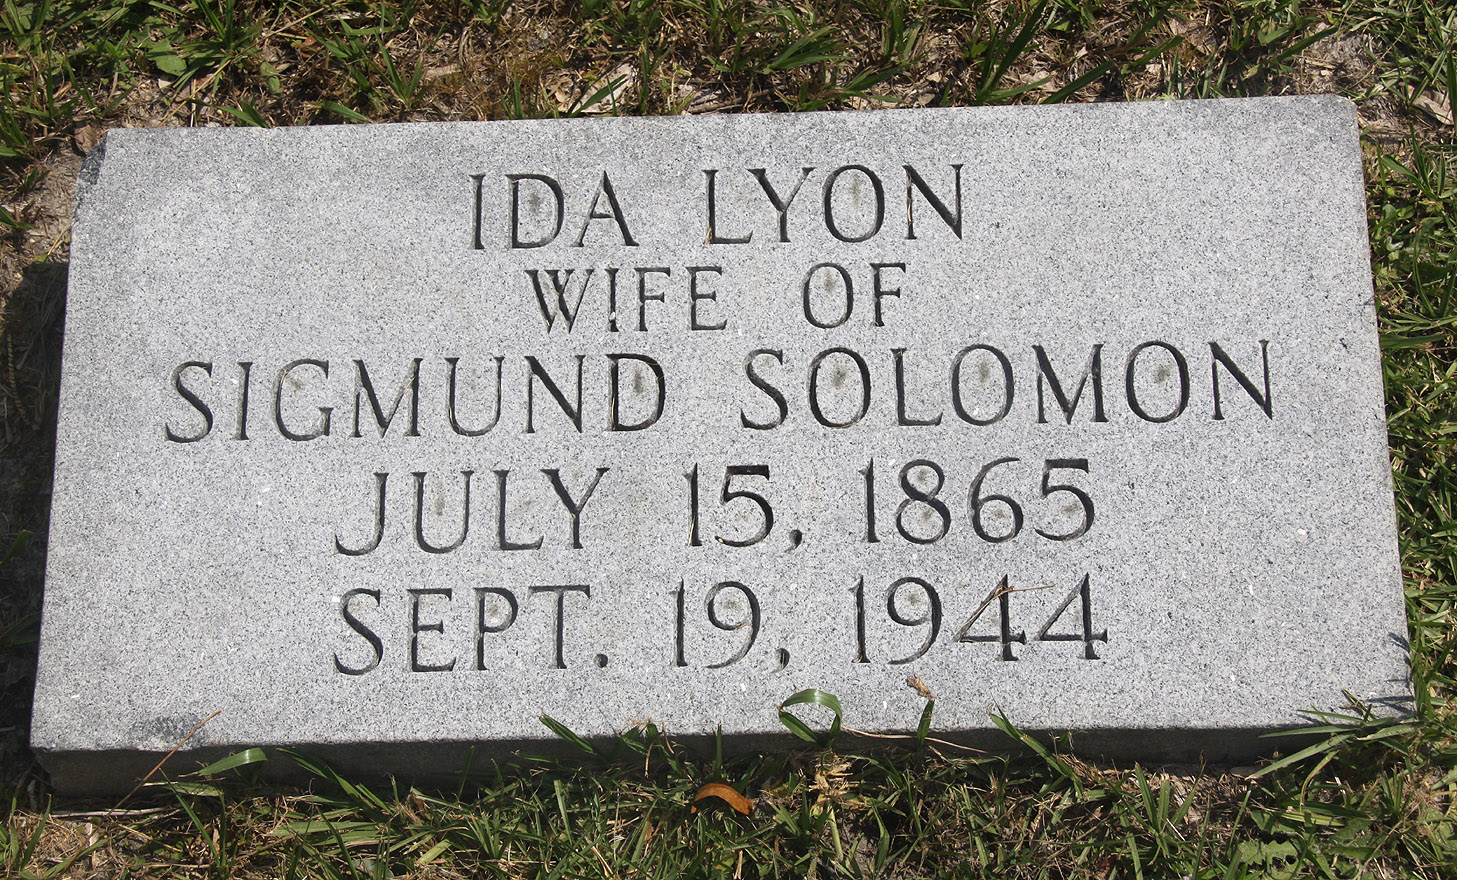 IDA LYON
WIFE OF
SIGMUND SOLOMON
JULY 15, 1865
SEPT. 19, 1944